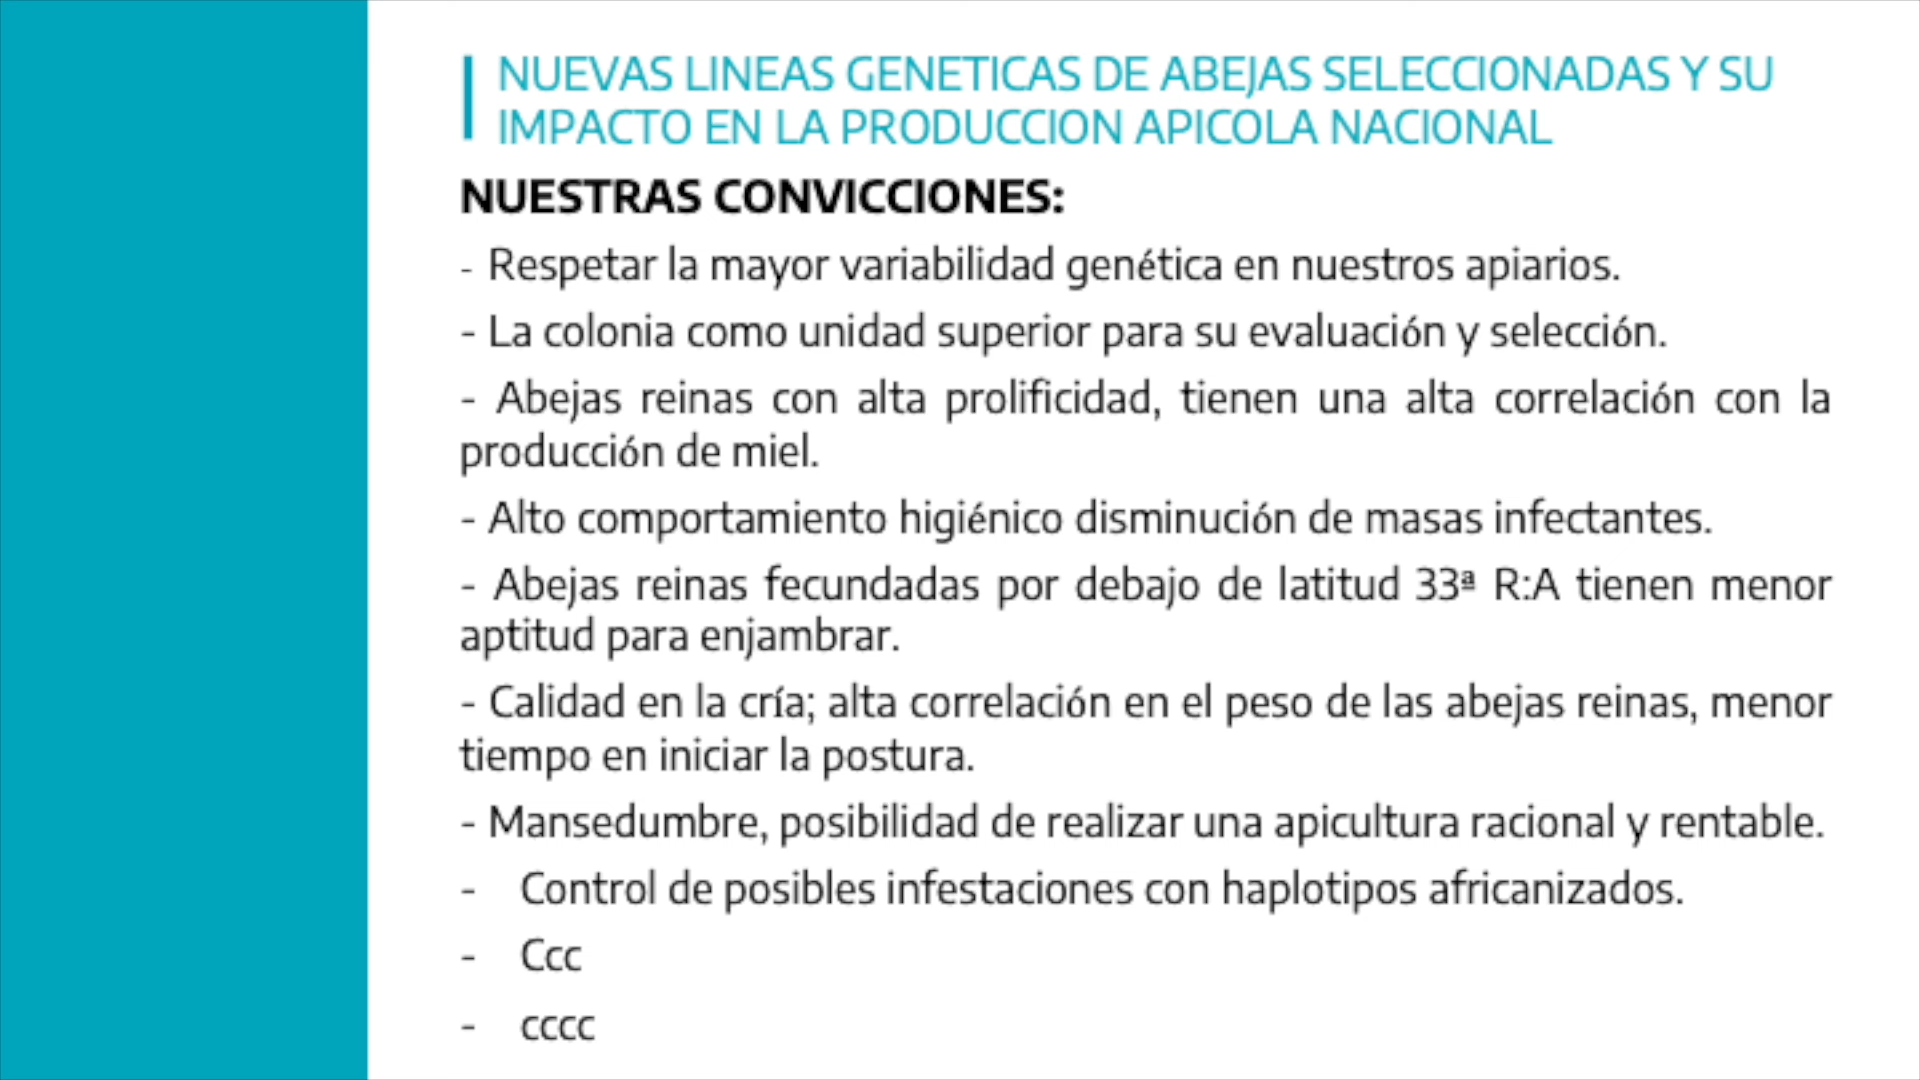 NUEVAS LINEAS GENETICAS DE ABEJAS SELECCIONADAS Y SU
IMPACTO EN LA PRODUCCION APICOLA NACIONAL
NUESTRAS CONVICCIONES:
- Respetar la mayor variabilidad genética en nuestros apiarios.
- La colonia como unidad superior para su evaluación y selección.
- Abejas reinas con alta prolificidad, tienen una alta correlación con la
producción de miel.
- Alto comportamiento higiénico disminución de masas infectantes.
- Abejas reinas fecundadas por debajo de latitud 33ª R:A tienen menor
aptitud para enjambrar.
- Calidad en la cría; alta correlación en el peso de las abejas reinas, menor
tiempo en iniciar la postura.
- Mansedumbre, posibilidad de realizar una apicultura racional y rentable.
- Control de posibles infestaciones con haplotipos africanizados.
- Ccc
- cccc